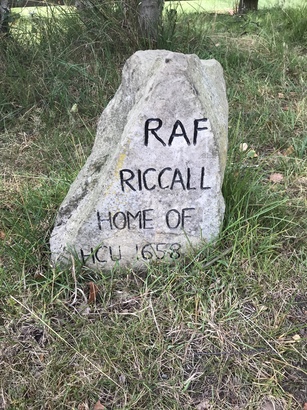 RAF
RICCALL
HOME OF
HCU 1658